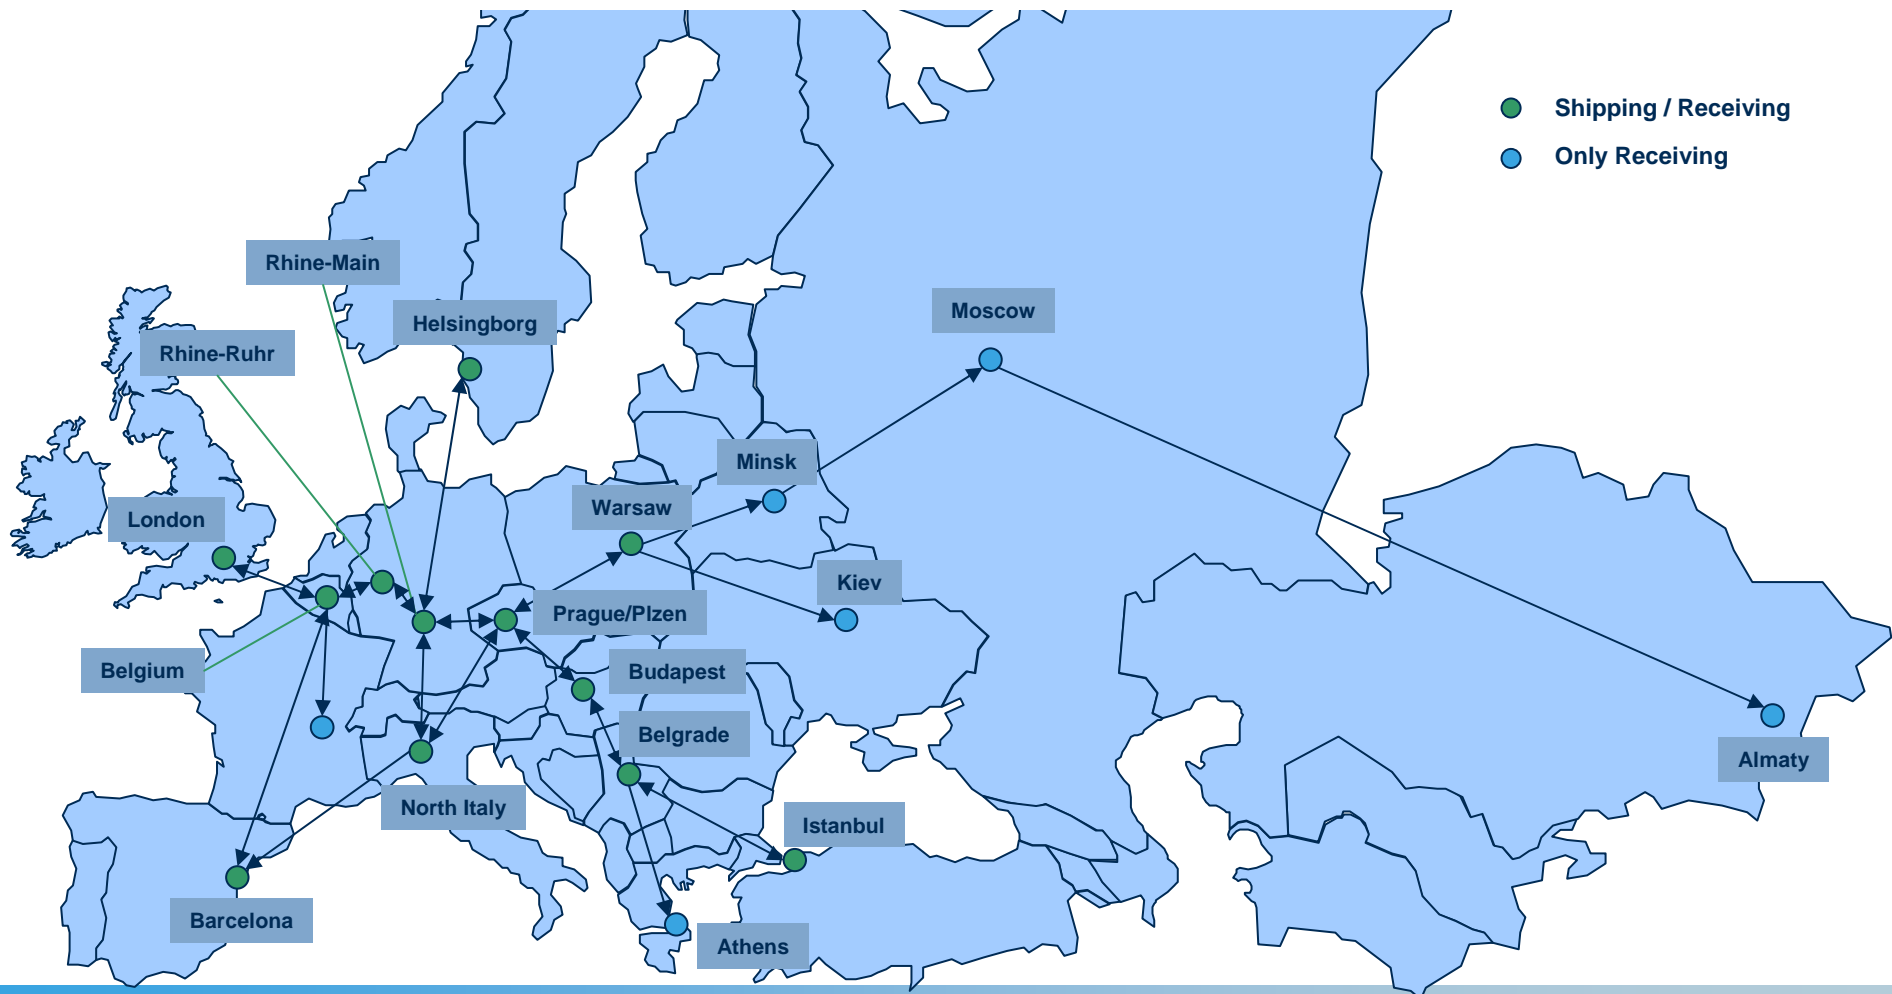 Shipping / Receiving
Only Receiving
Rhine-Main
Moscow
Helsingborg
Rhine-Ruhr
Minsk
Warsaw
London
Kiev
Prague/Plzen
Belgium
Budapest
Belgrade
Almaty
North Italy
Istanbul
Barcelona
Athens